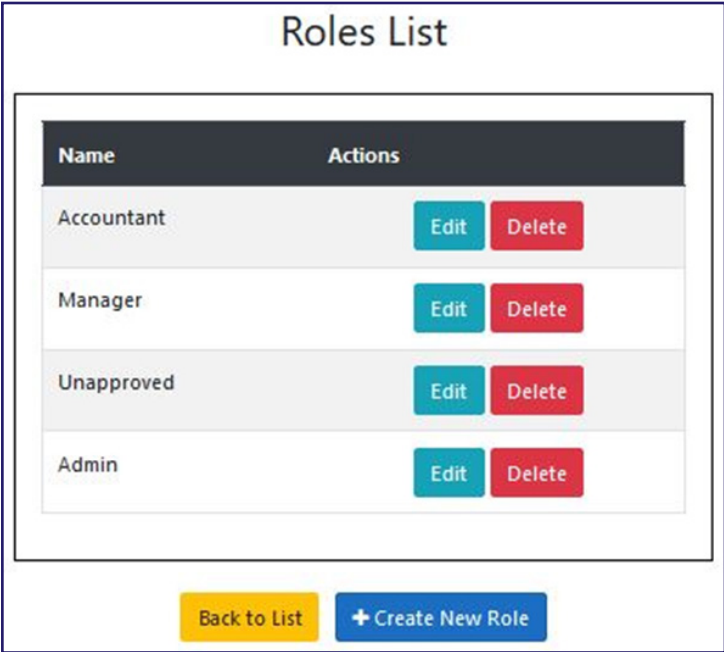 Roles List
Name Actions
Accountant Edit Delete
Manager Edit Delete
Unapproved Edit Delete
Admin Edit Delete
Back to List + Create New Role